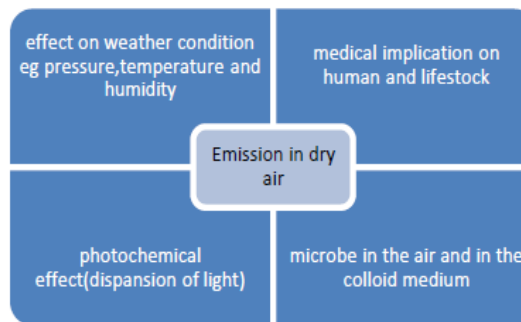 effect on weather condition
eg pressure,temperature and
humidity
medical implication on
human and lifestock
Emission in dry
air
photochemical
effect(dispansion of light)
microbe in the air and in the
colloid medium